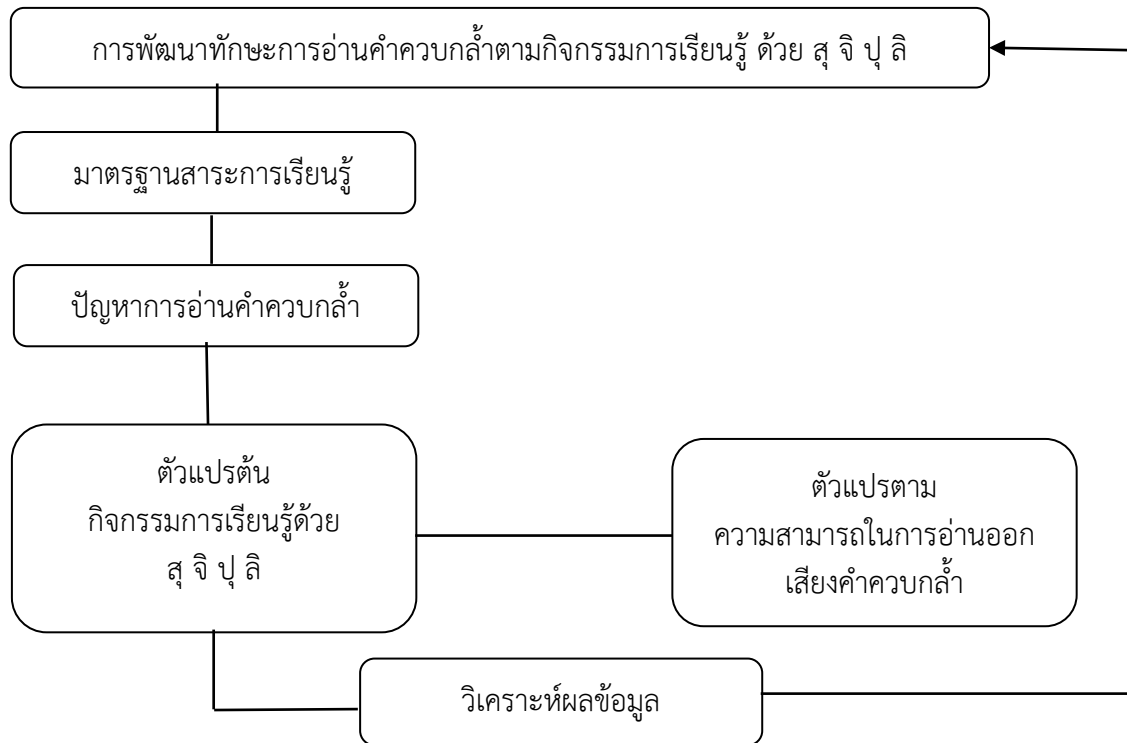 การพัฒนาทักษะการอ่านคำควบกล้ำตามกิจกรรมการเรียนรู้ ด้วย สุ จิ ปุ ลิ
มาตรฐานสาระการเรียนรู้
ปัญหาการอ่านคำควบกล้ำ
ตัวแปรต้น
กิจกรรมการเรียนรู้ด้วย
สุ จิ ปุ ลิ
ตัวแปรตาม
ความสามารถในการอ่านออก
เสียงคำควบกล้ำ
วิเคราะห์ผลข้อมูล